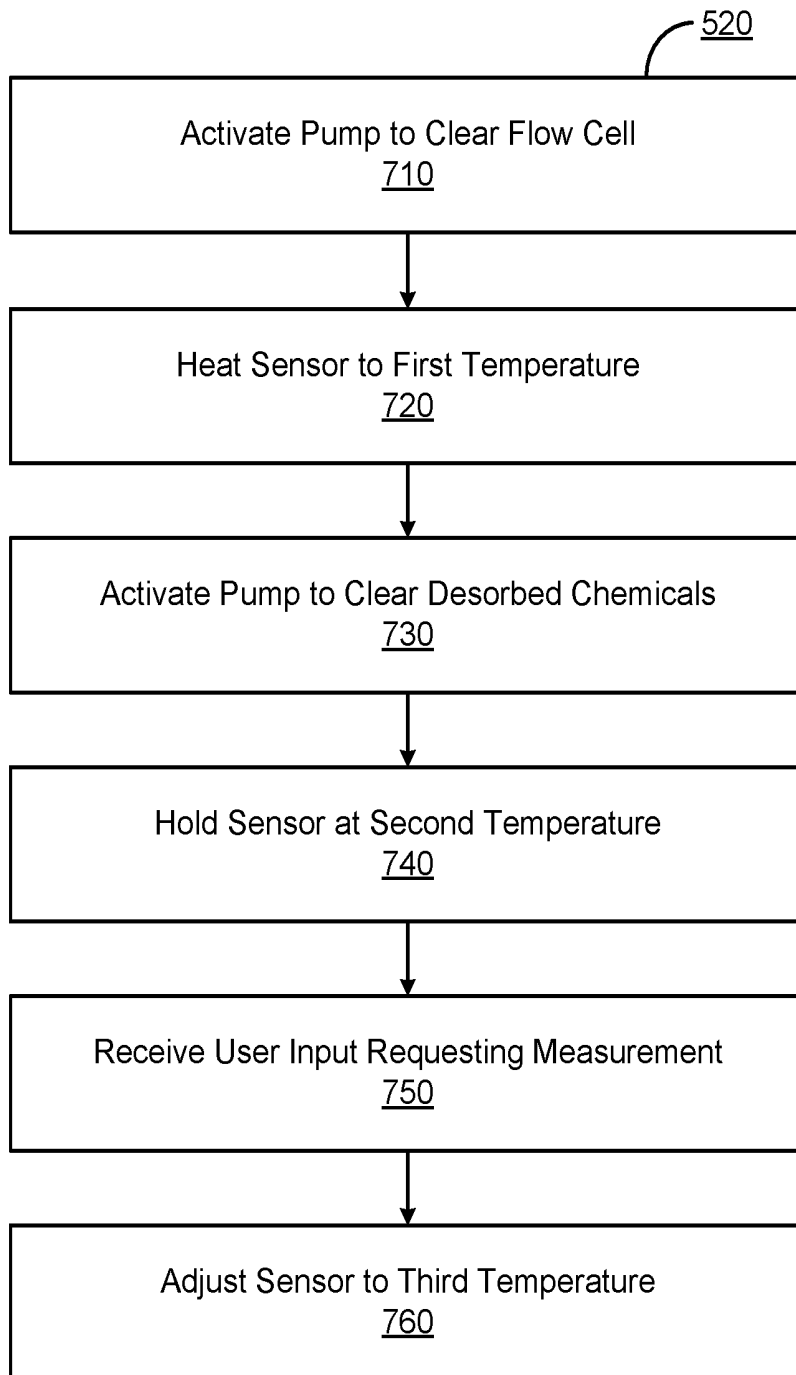 520
Activate Pump to Clear Flow Cell
710
Heat Sensor to First Temperature
720
Activate Pump to Clear Desorbed Chemicals
730
Hold Sensor at Second Temperature
740
Receive User Input Requesting Measurement
750
Adjust Sensor to Third Temperature
760